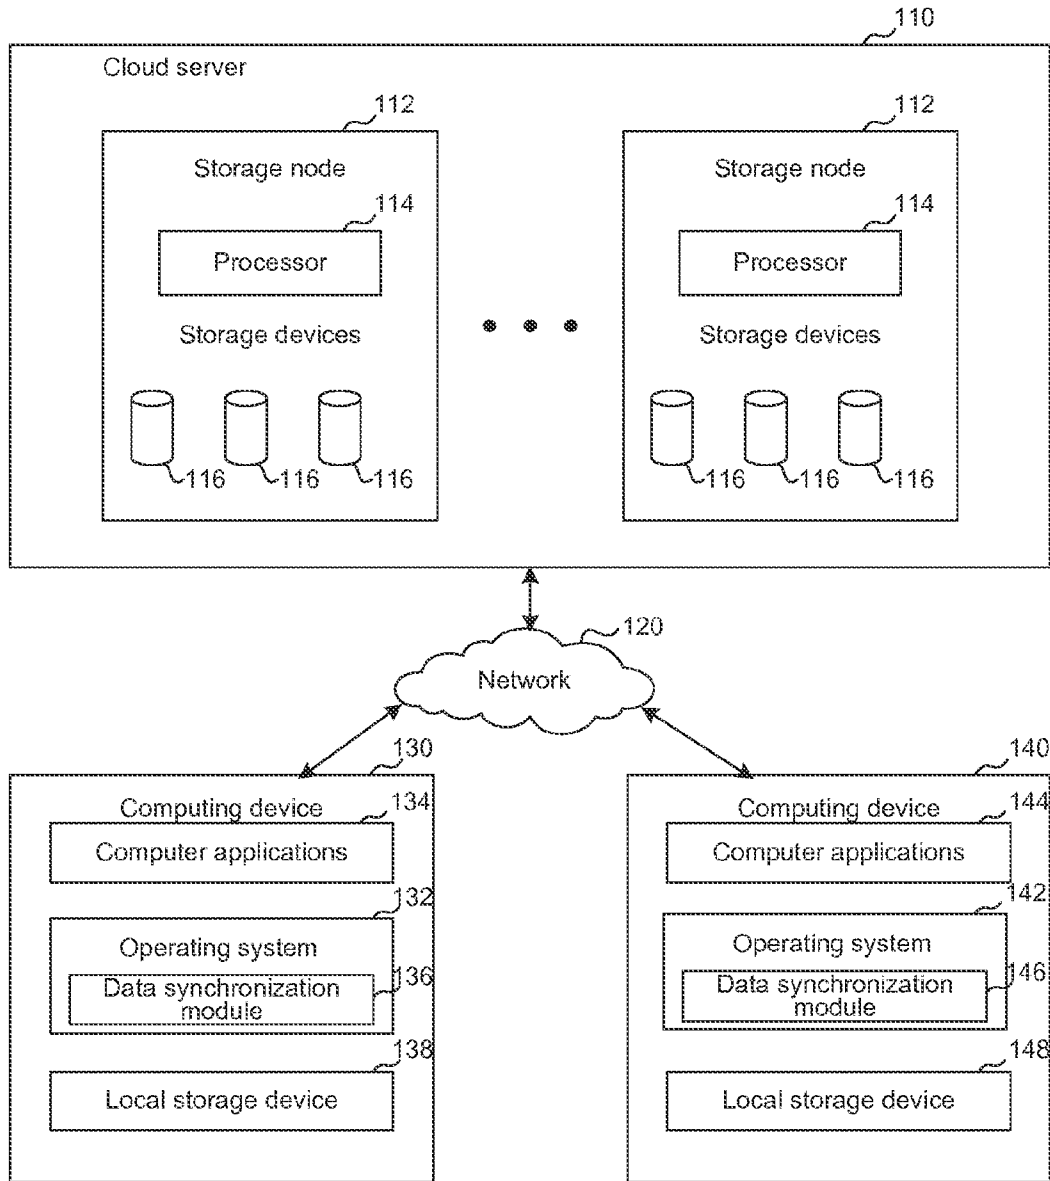 110
Cloud server
112
112
Storage node
Storage node
114
114
Processor
Processor
Storage devices
Storage devices
116
116
116
116
116
116
120
Network
130
140
Computing device
Computing device
134
144
Computer applications
Computer applications
132
142
Operating system
Operating system
136
146
Data synchronization
module
Data synchronization
module
138
148
Local storage device
Local storage device